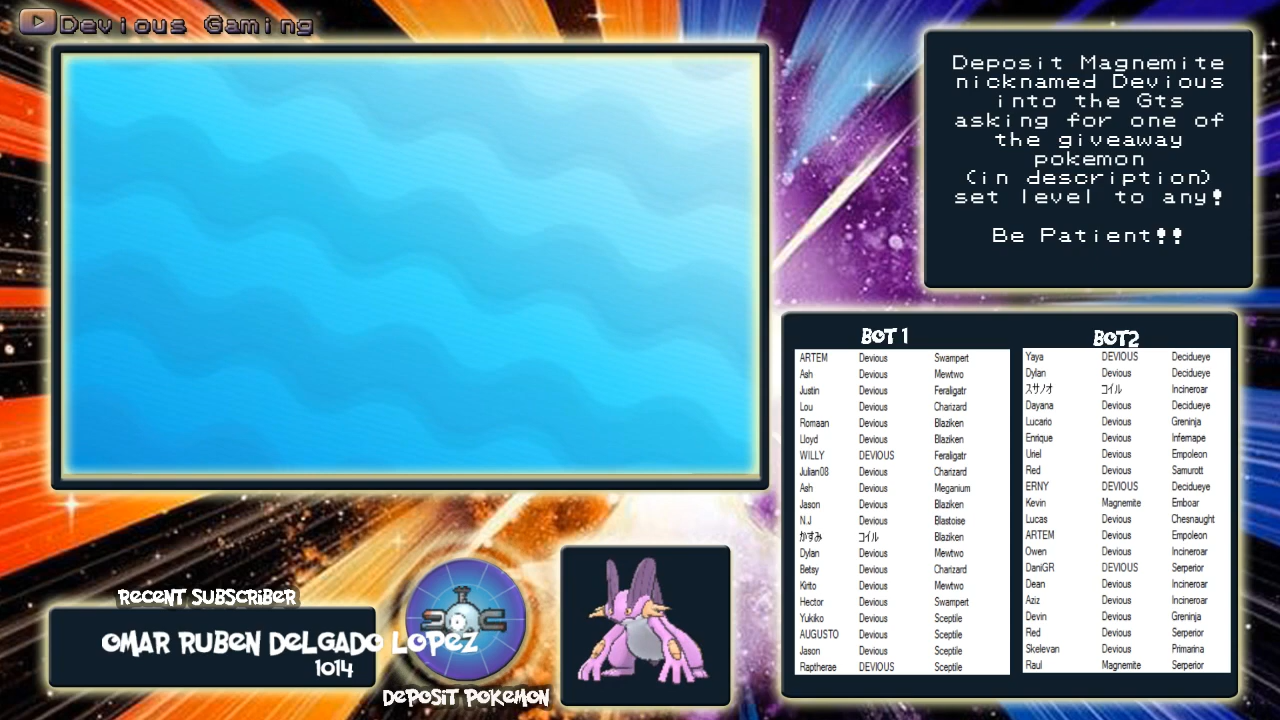 Devious Gaming
Deposit Magnemite
nicknamed Devious
into the Gts
asking for one of
the giveaway
pokemon
(in description)
set level to any!
Be Patient!!
BOT 1
ARTEM Devious Swampert
Ash Devious Mewtwo
Justin Devious Feraligatr
Lou Devious Charizard
Romaan Devious Blaziken
Lloyd Devious Blaziken
WILLY DEVIOUS Feraligatr
Julian08 Devious Charizard
Ash Devious Meganium
Jason Devious Blaziken
N.J Devious Blastoise
かすみ コイル Blaziken
Dylan Devious Mewtwo
Betsy Devious Charizard
Kirito Devious Mewtwo
Hector Devious Swampert
Yukiko Devious Sceptile
AUGUSTO Devious Sceptile
Jason Devious Sceptile
Raptherae DEVIOUS Sceptile
BOT2
Yaya DEVIOUS Decidueye
Dylan Devious Decidueye
スサノオ コイル Incineroar
Dayana Devious Decidueye
Lucario Devious Greninja
Enrique Devious Infernape
Uriel Devious Empoleon
Red Devious Samurott
ERNY DEVIOUS Decidueye
Kevin Magnemite Emboar
Lucas Devious Chesnaught
ARTEM Devious Empoleon
Owen Devious Incineroar
DaniGR DEVIOUS Serperior
Dean Devious Incineroar
Aziz Devious Incineroar
Devin Devious Greninja
Red Devious Serperior
Skelevan Devious Primarina
Raul Magnemite Serperior
RECENT SUBSCRIBER
OMAR RUBEN DELGADO LOPEZ
1014
DEPOSIT POKEMON